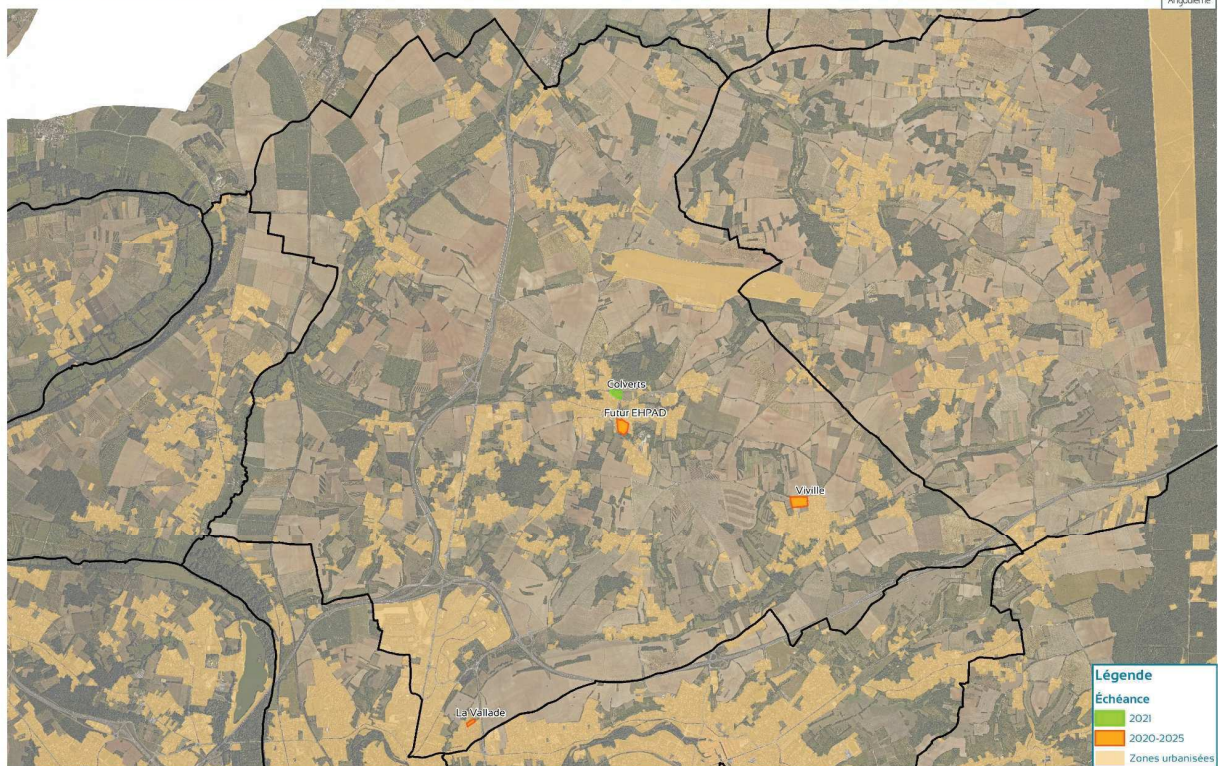 Angoulême
Colverts
Futur EHPAD
Viville
La Vallade
Légende
Échéance
2021
2020-2025
Zones urbanisées